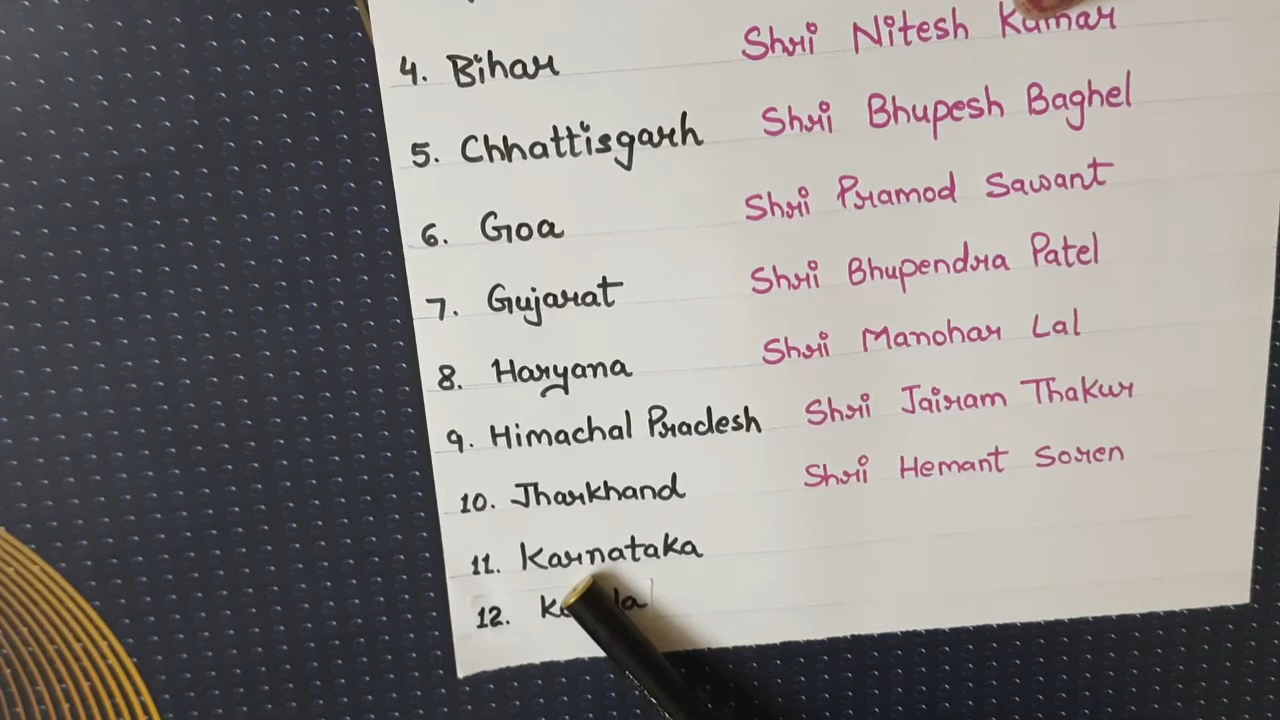 4. Bihar Shri Nitesh Kumar
5. Chhattisgarh Shri Bhupesh Baghel
6. Goa Shri Pramod Sawant
7. Gujarat Shri Bhupendra Patel
8. Haryana Shri Manohar Lal
9. Himachal Pradesh Shri Jairam Thakur
10. Jharkhand Shri Hemant Soren
11. Karnataka
12.